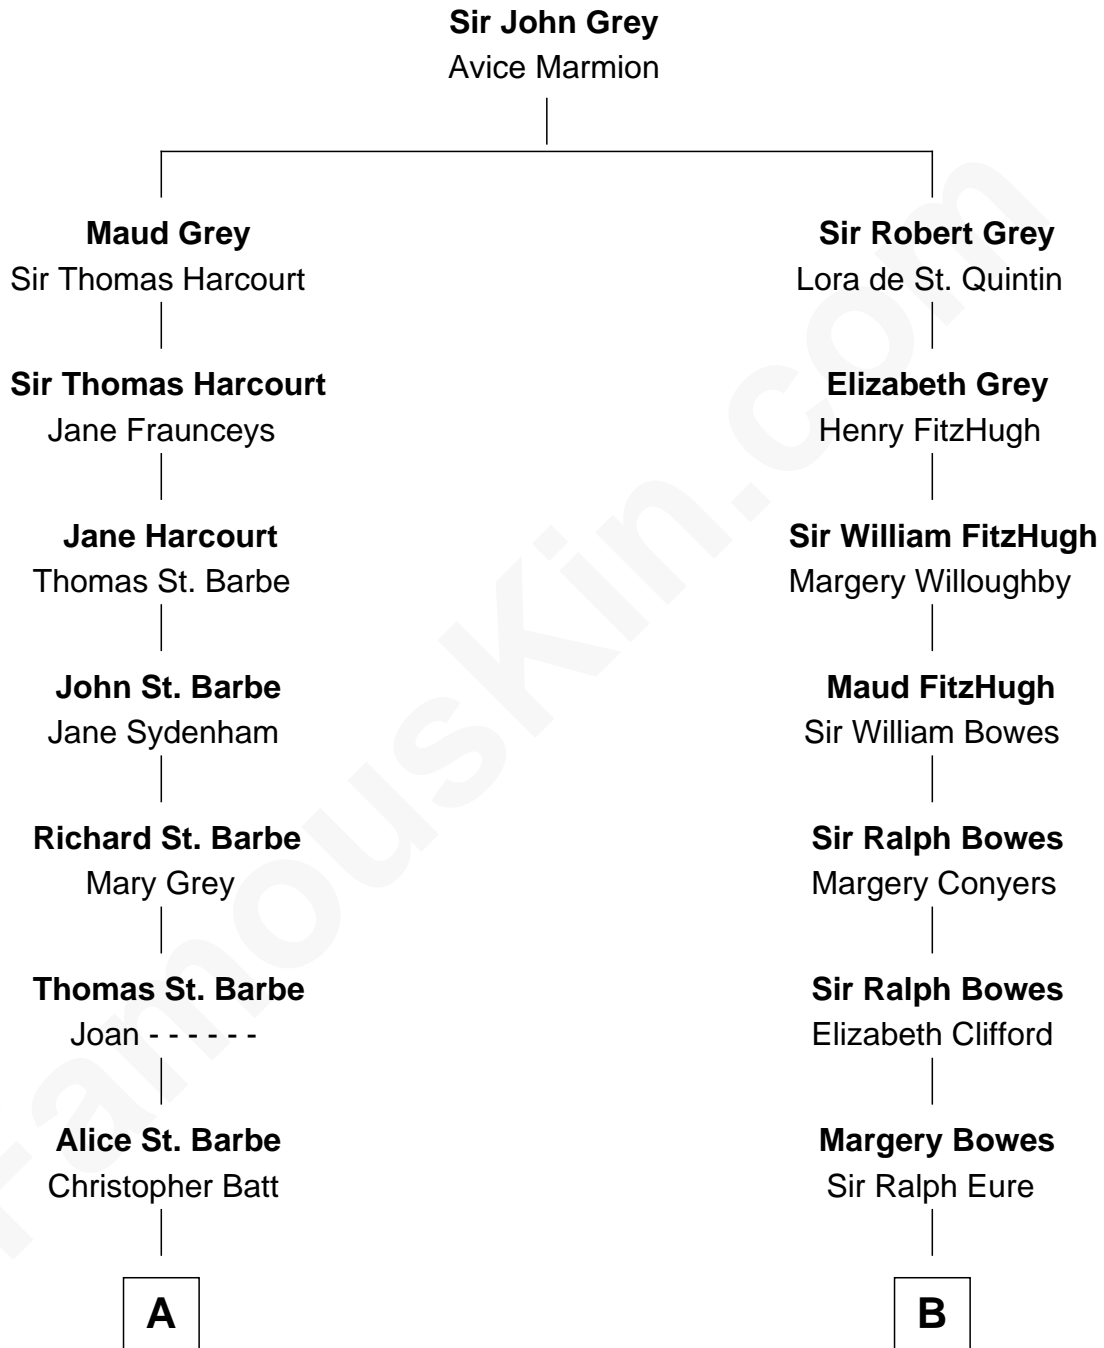 Sir John Grey
Avice Marmion
Maud Grey
Sir Thomas Harcourt
Sir Robert Grey
Lora de St. Quintin
Sir Thomas Harcourt
Jane Fraunceys
Elizabeth Grey
Henry FitzHugh
Jane Harcourt
Thomas St. Barbe
Sir William FitzHugh
Margery Willoughby
John St. Barbe
Jane Sydenham
Maud FitzHugh
Sir William Bowes
Richard St. Barbe
Mary Grey
Sir Ralph Bowes
Margery Conyers
Thomas St. Barbe
Joan - - - - - -
Sir Ralph Bowes
Elizabeth Clifford
Alice St. Barbe
Christopher Batt
Margery Bowes
Sir Ralph Eure
A
B
FamousKin.com